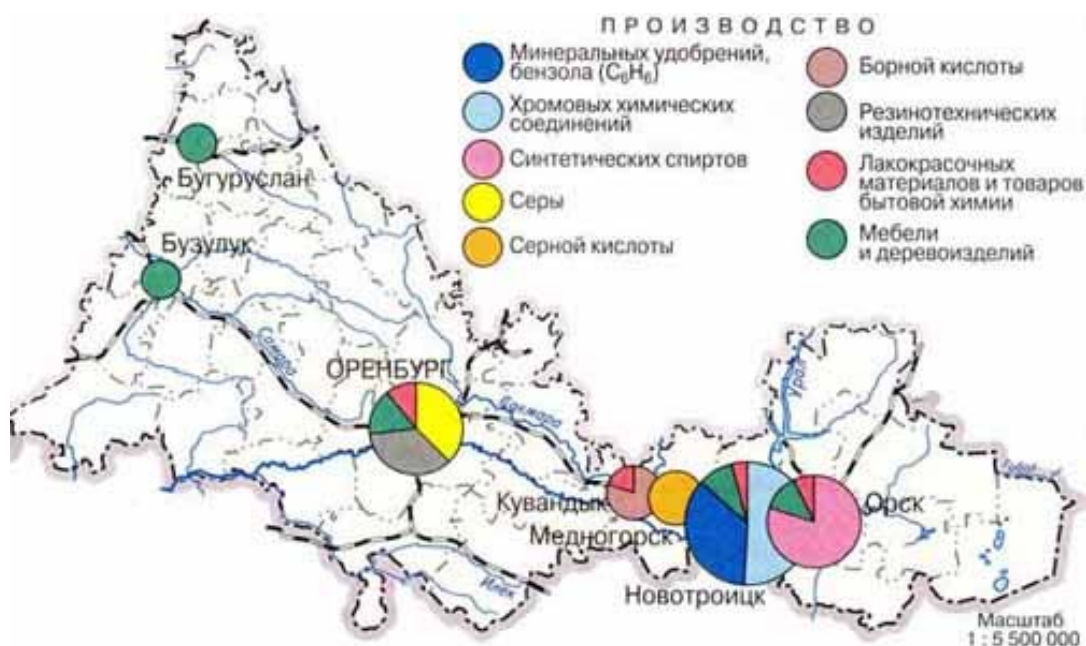 ПРОИЗВОДСТВО
Минеральных удобрений,
бензола (C₆H₆)
Хромовых химических
соединений
Синтетических спиртов
Серы
Серной кислоты
Борной кислоты
Резинотехнических
изделий
Лакокрасочных
материалов и товаров
бытовой химии
Мебели
и деревоизделий
Бугуруслан
Бузулук
Самара
ОРЕНБУРГ
Сакмара
Урал
Кувандык
Медногорск
Орск
Новотроицк
Илек
Масштаб
1 : 5 500 000